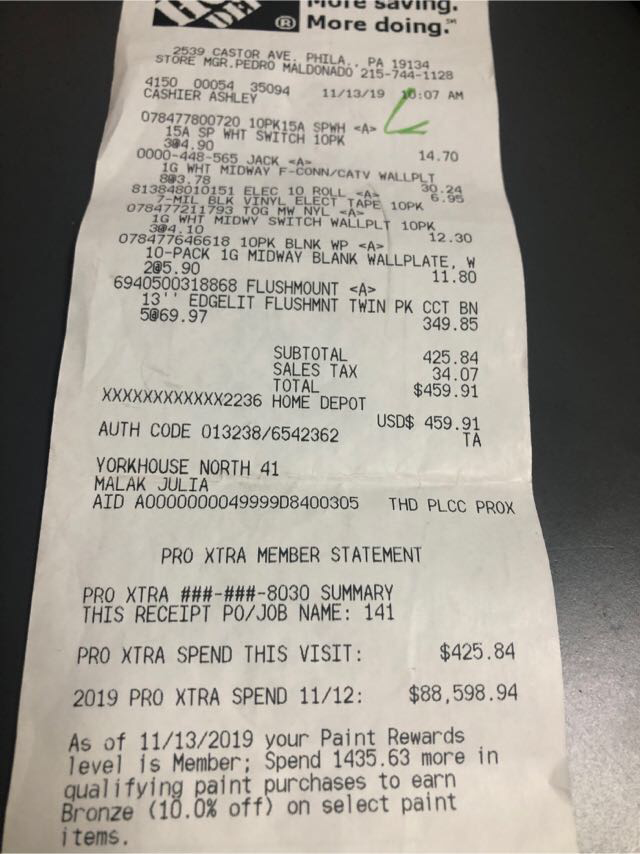 More saving.
More doing.℠
®
2539 CASTOR AVE. PHILA., PA 19134
STORE MGR.PEDRO MALDONADO 215-744-1128
4150 00054 35094 11/13/19 10:07 AM
CASHIER ASHLEY
078477800720 10PK15A SPWH <A>
15A SP WHT SWITCH 10PK
3@4.90 14.70
0000-448-565 JACK <A>
1G WHT MIDWAY F-CONN/CATV WALLPLT
8@3.78 30.24
813848010151 ELEC 10 ROLL <A> 6.95
7-MIL BLK VINYL ELECT TAPE 10PK
078477211793 TOG MW NYL <A>
1G WHT MIDWY SWITCH WALLPLT 10PK
3@4.10 12.30
078477646618 10PK BLNK WP <A>
10-PACK 1G MIDWAY BLANK WALLPLATE, W
2@5.90 11.80
6940500318868 FLUSHMOUNT <A>
13'' EDGELIT FLUSHMNT TWIN PK CCT BN
5@69.97 349.85
SUBTOTAL 425.84
SALES TAX 34.07
TOTAL $459.91
XXXXXXXXXXXX2236 HOME DEPOT
USD$ 459.91
AUTH CODE 013238/6542362 TA
YORKHOUSE NORTH 41
MALAK JULIA
AID A0000000049999D8400305 THD PLCC PROX
PRO XTRA MEMBER STATEMENT
PRO XTRA ###-###-8030 SUMMARY
THIS RECEIPT PO/JOB NAME: 141
PRO XTRA SPEND THIS VISIT: $425.84
2019 PRO XTRA SPEND 11/12: $88,598.94
As of 11/13/2019 your Paint Rewards
level is Member; Spend 1435.63 more in
qualifying paint purchases to earn
Bronze (10.0% off) on select paint
items.